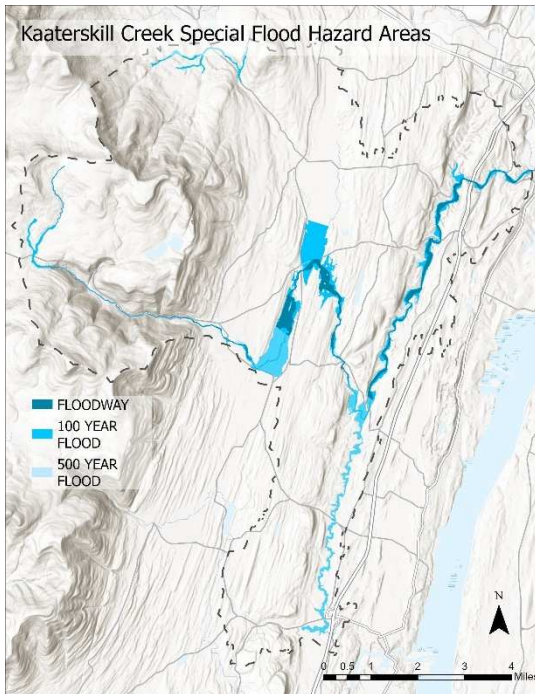 Kaaterskill Creek Special Flood Hazard Areas
FLOODWAY
100 YEAR
FLOOD
500 YEAR
FLOOD
N
0 0.5 1 2 3 4
Miles